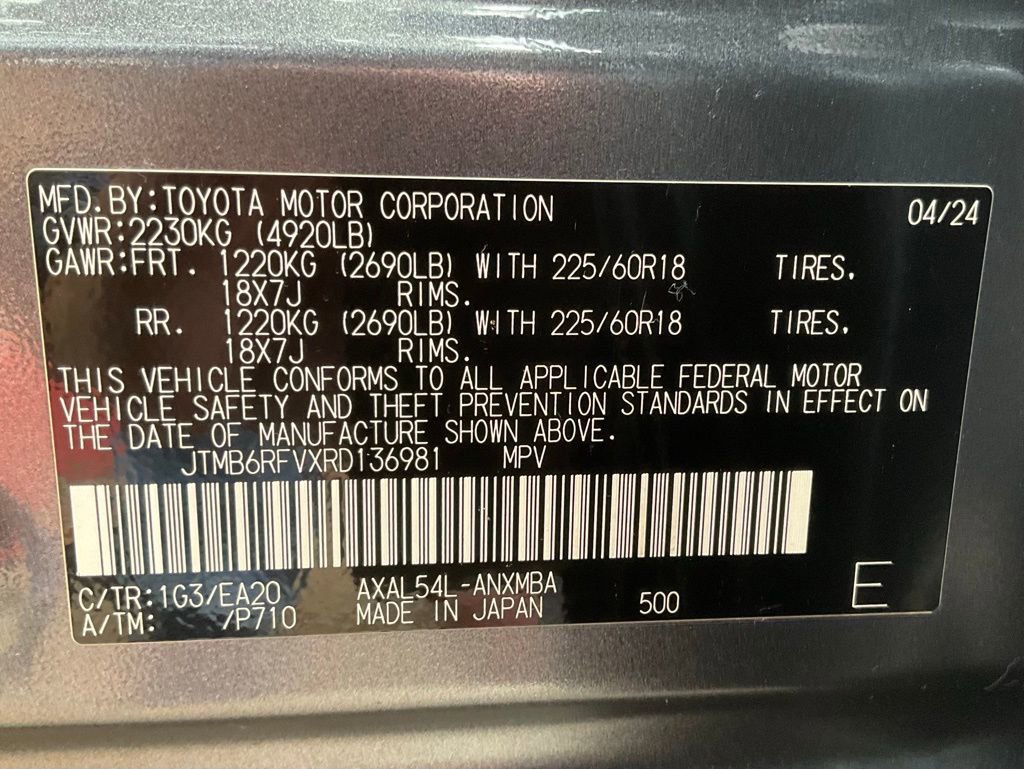 MFD.BY:TOYOTA MOTOR CORPORATION 04/24
GVWR:2230KG (4920LB)
GAWR:FRT. 1220KG (2690LB) WITH 225/60R18 TIRES.
18X7J RIMS.
RR. 1220KG (2690LB) WITH 225/60R18 TIRES.
18X7J RIMS.
THIS VEHICLE CONFORMS TO ALL APPLICABLE FEDERAL MOTOR
VEHICLE SAFETY AND THEFT PREVENTION STANDARDS IN EFFECT ON
THE DATE OF MANUFACTURE SHOWN ABOVE.
JTMB6RFVXRD136981 MPV
C/TR:1G3/EA20 AXAL54L-ANXMBA
A/TM: /P710 MADE IN JAPAN 500 E